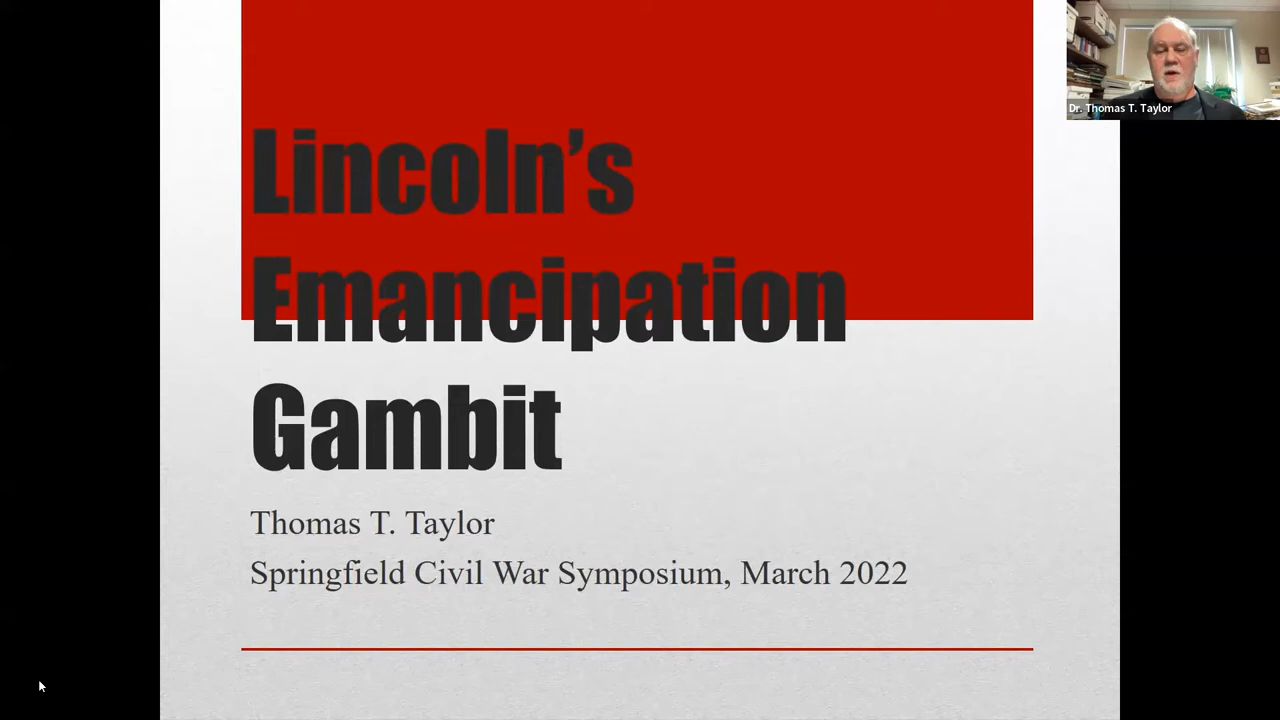 Lincoln’s
Emancipation
Gambit
Thomas T. Taylor
Springfield Civil War Symposium, March 2022
Dr. Thomas T. Taylor